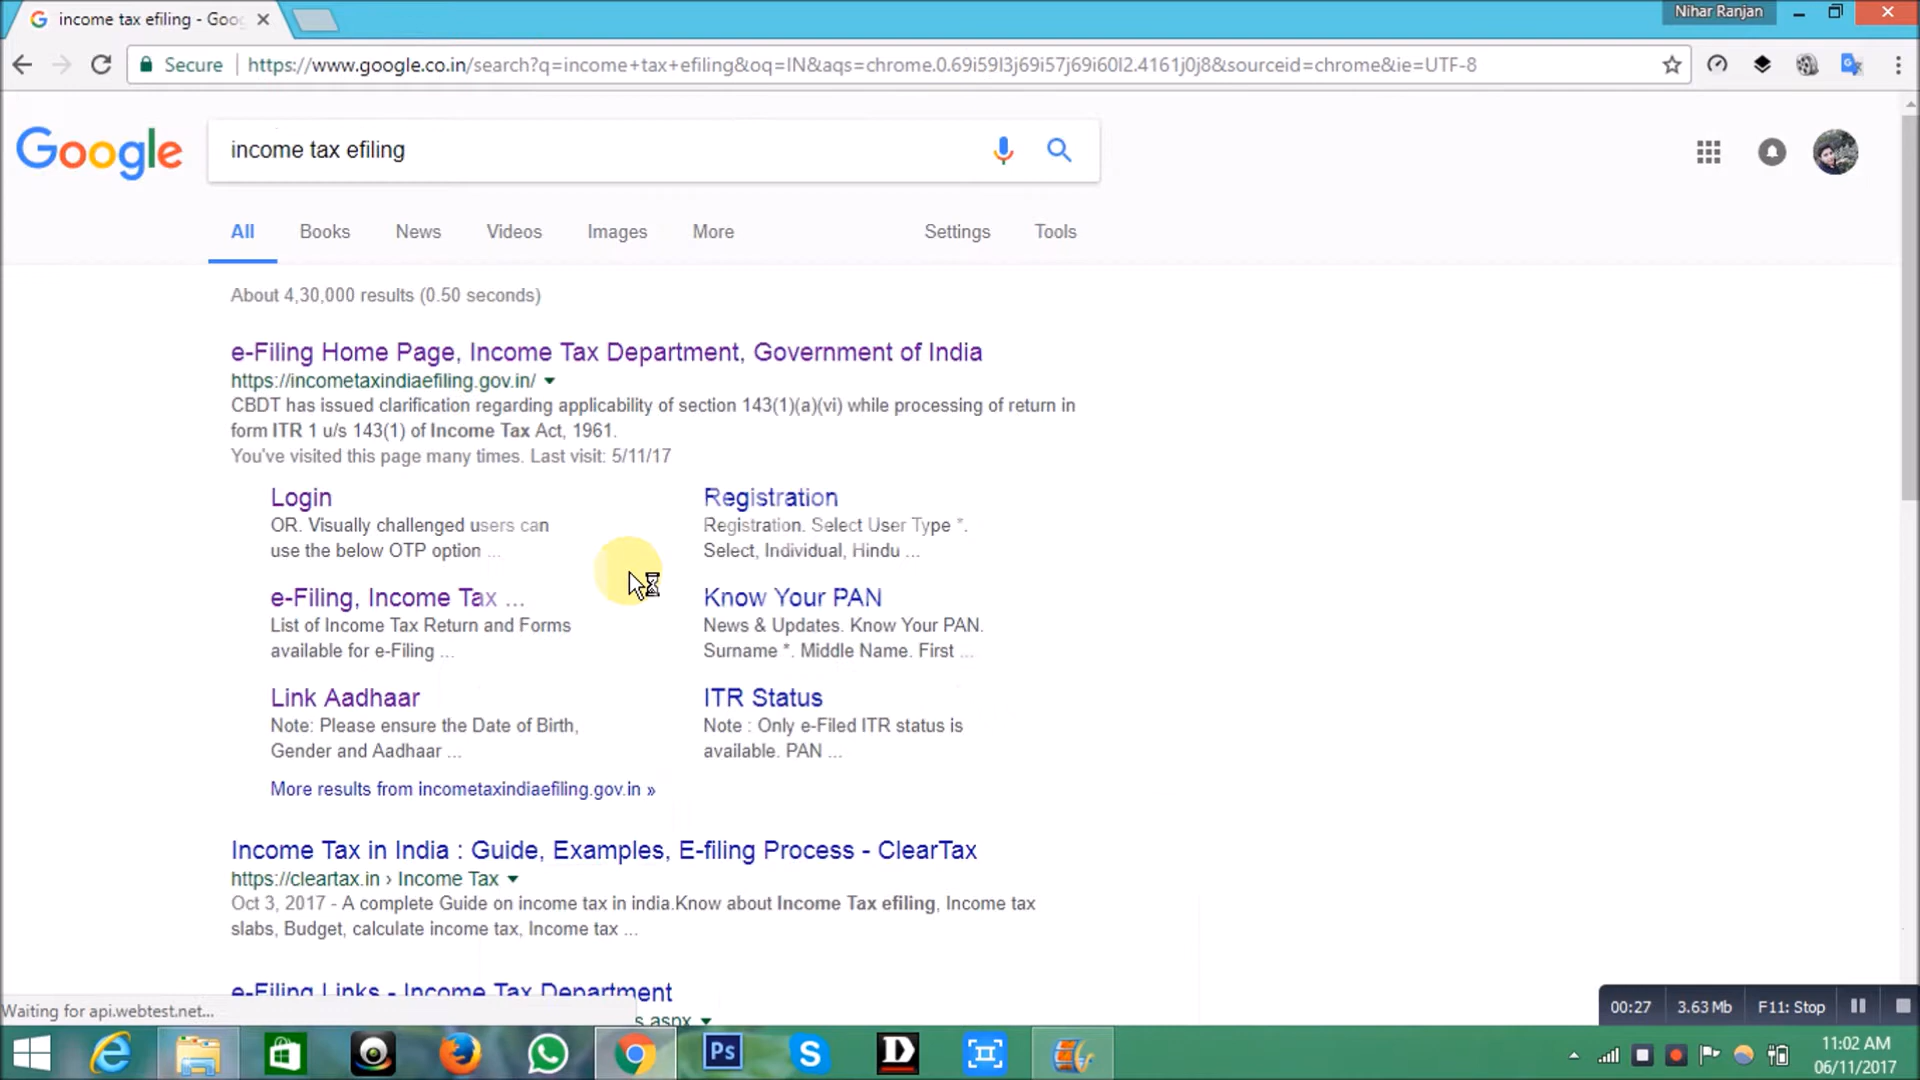 income tax efiling - Goo
Nihar Ranjan
Secure
https://www.google.co.in/search?q=income+tax+efiling&oq=IN&aqs=chrome.0.69i59l3j69i57j69i60l2.4161j0j8&sourceid=chrome&ie=UTF-8
Google
income tax efiling
All Books News Videos Images More Settings Tools
About 4,30,000 results (0.50 seconds)
e-Filing Home Page, Income Tax Department, Government of India
https://incometaxindiaefiling.gov.in/
CBDT has issued clarification regarding applicability of section 143(1)(a)(vi) while processing of return in
form ITR 1 u/s 143(1) of Income Tax Act, 1961.
You've visited this page many times. Last visit: 5/11/17
Login
OR. Visually challenged users can
use the below OTP option ...
Registration
Registration. Select User Type *.
Select, Individual, Hindu ...
e-Filing, Income Tax ...
List of Income Tax Return and Forms
available for e-Filing ...
Know Your PAN
News & Updates. Know Your PAN.
Surname *. Middle Name. First ...
Link Aadhaar
Note: Please ensure the Date of Birth,
Gender and Aadhaar ...
ITR Status
Note : Only e-Filed ITR status is
available. PAN ...
More results from incometaxindiaefiling.gov.in »
Income Tax in India : Guide, Examples, E-filing Process - ClearTax
https://cleartax.in › Income Tax
Oct 3, 2017 - A complete Guide on income tax in india.Know about Income Tax efiling, Income tax
slabs, Budget, calculate income tax, Income tax ...
e-Filing Links - Income Tax Department
s.aspx
Waiting for api.webtest.net...
00:27 3.63 Mb F11: Stop
Ps
S
D
11:02 AM
06/11/2017